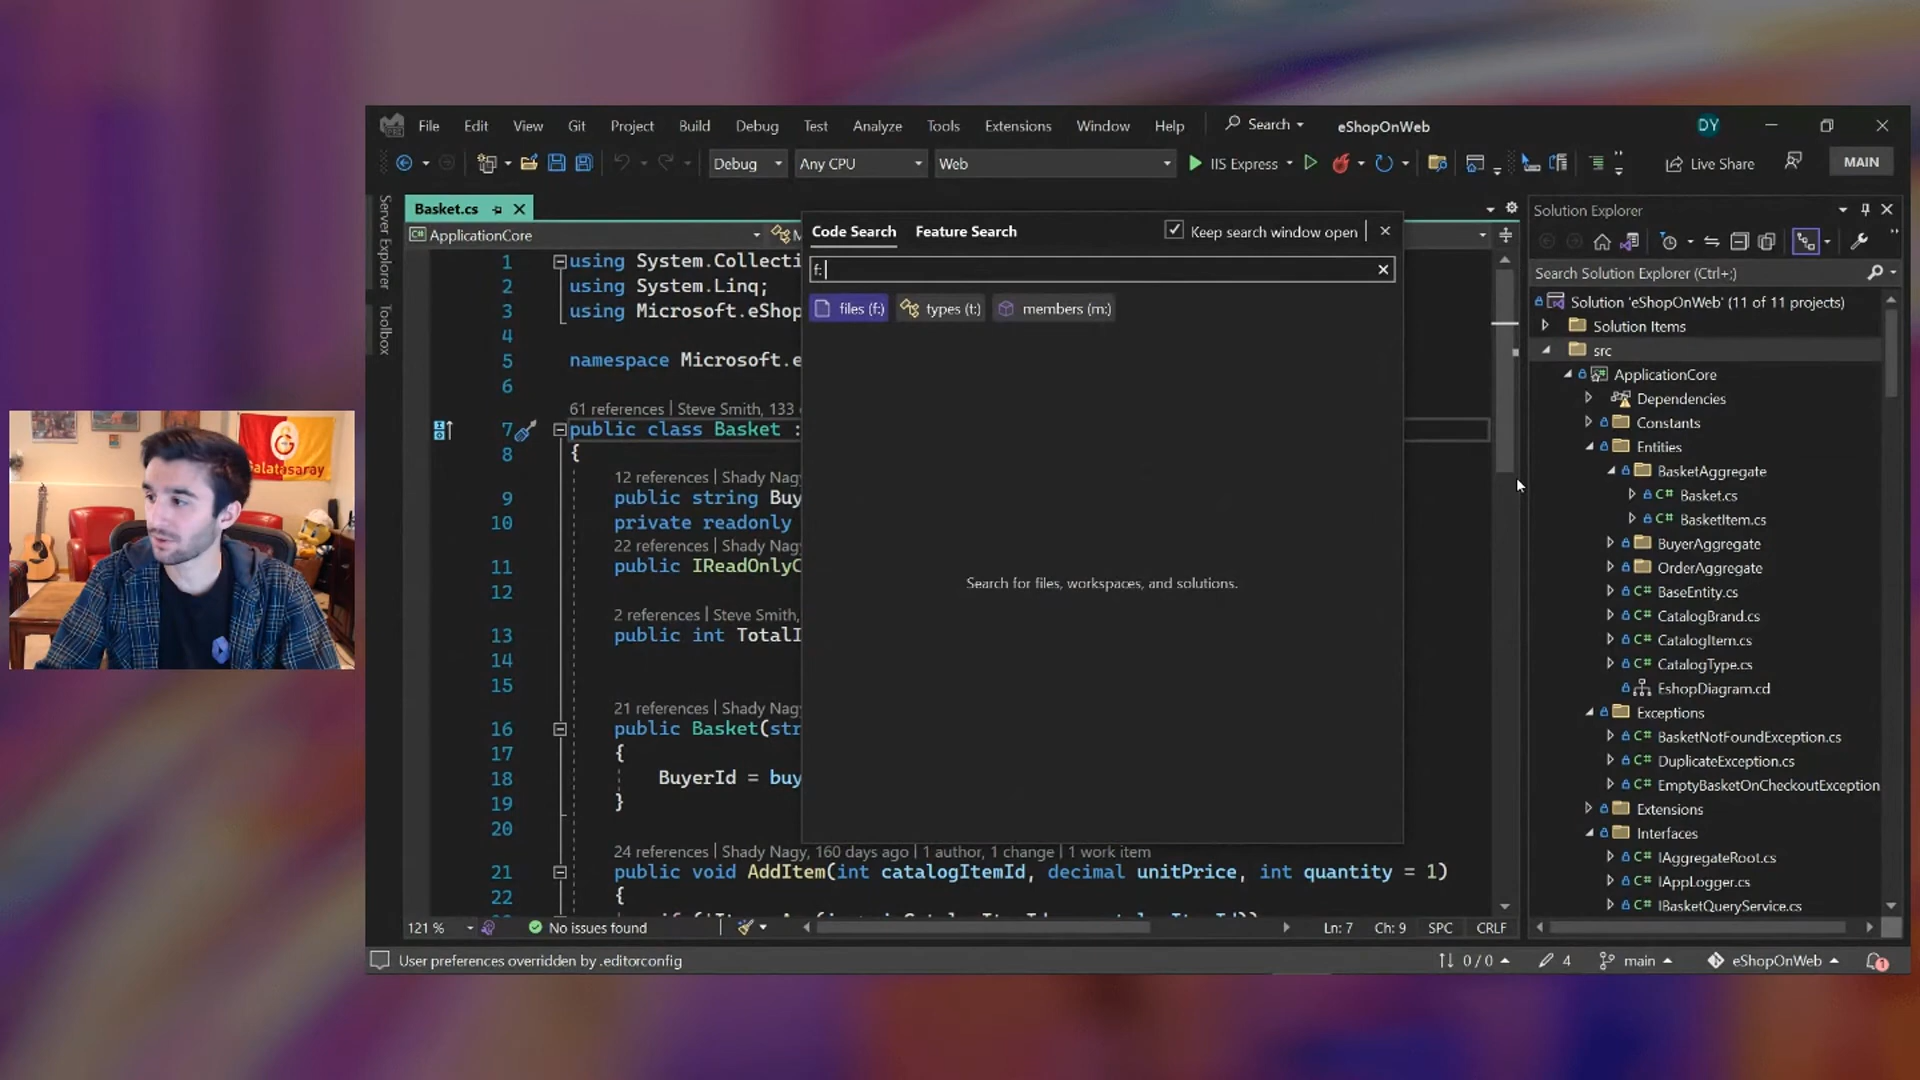 File Edit View Git Project Build Debug Test Analyze Tools Extensions Window Help Search eShopOnWeb DY
Debug Any CPU Web IIS Express Live Share MAIN
Server Explorer
Toolbox
Basket.cs
ApplicationCore
Code Search Feature Search Keep search window open
f:
files (f:) types (t:) members (m:)
Search for files, workspaces, and solutions.
1 using System.Collecti
2 using System.Linq;
3 using Microsoft.eShop
4
5 namespace Microsoft.e
6
61 references | Steve Smith, 133
7 public class Basket :
8 {
12 references | Shady Nagy
9 public string Buy
10 private readonly
22 references | Shady Nagy
11 public IReadOnlyC
12
2 references | Steve Smith,
13 public int TotalI
14
15
21 references | Shady Nagy
16 public Basket(str
17 {
18 BuyerId = buy
19 }
20
24 references | Shady Nagy, 160 days ago | 1 author, 1 change | 1 work item
21 public void AddItem(int catalogItemId, decimal unitPrice, int quantity = 1)
22 {
121 % No issues found Ln: 7 Ch: 9 SPC CRLF
Solution Explorer
Search Solution Explorer (Ctrl+;)
Solution 'eShopOnWeb' (11 of 11 projects)
Solution Items
src
ApplicationCore
Dependencies
Constants
Entities
BasketAggregate
C# Basket.cs
C# BasketItem.cs
BuyerAggregate
OrderAggregate
C# BaseEntity.cs
C# CatalogBrand.cs
C# CatalogItem.cs
C# CatalogType.cs
EshopDiagram.cd
Exceptions
C# BasketNotFoundException.cs
C# DuplicateException.cs
C# EmptyBasketOnCheckoutException
Extensions
Interfaces
C# IAggregateRoot.cs
C# IAppLogger.cs
C# IBasketQueryService.cs
User preferences overridden by .editorconfig 0 / 0 4 main eShopOnWeb 1
Galatasaray